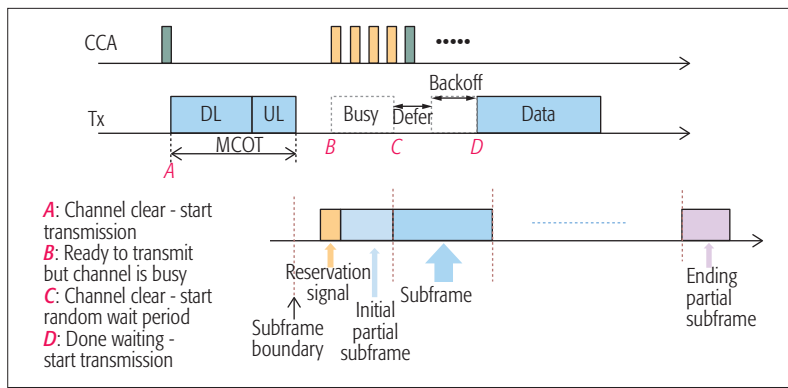 CCA
Backoff
Tx
DL
UL
Busy
Defer
Data
MCOT
A
B
C
D
A: Channel clear - start
transmission
B: Ready to transmit
but channel is busy
C: Channel clear - start
random wait period
D: Done waiting -
start transmission
Reservation
signal
Subframe
boundary
Initial
partial
subframe
Subframe
Ending
partial
subframe